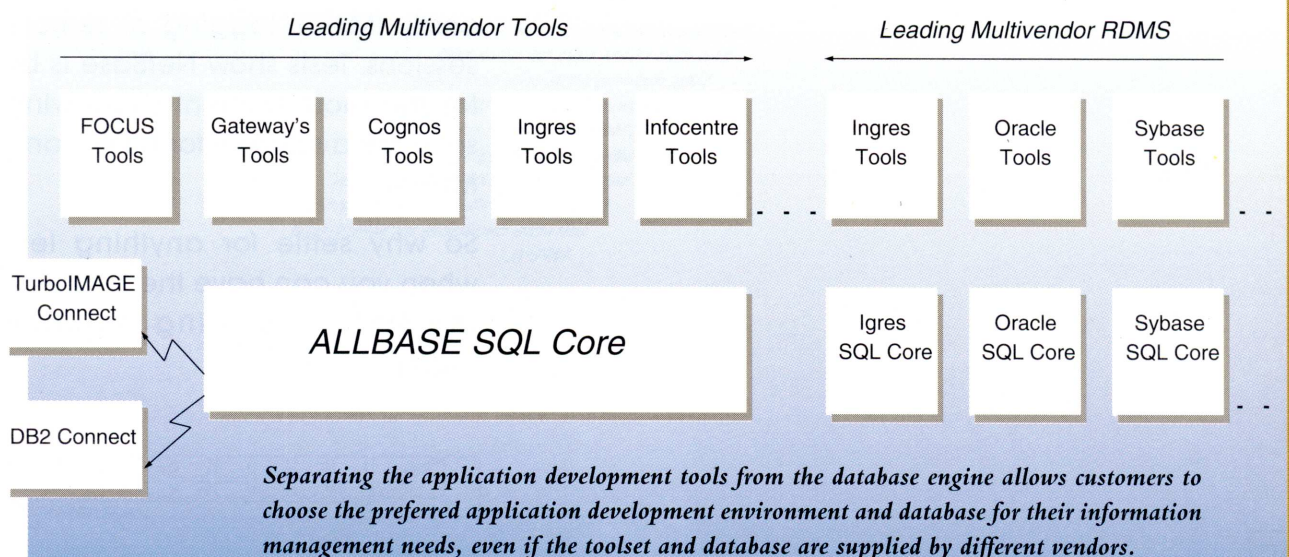 Leading Multivendor Tools
Leading Multivendor RDMS
FOCUS
Tools
Gateway's
Tools
Cognos
Tools
Ingres
Tools
Infocentre
Tools
- - -
Ingres
Tools
Oracle
Tools
Sybase
Tools
- -
TurboIMAGE
Connect
ALLBASE SQL Core
Igres
SQL Core
Oracle
SQL Core
Sybase
SQL Core
- -
DB2 Connect
Separating the application development tools from the database engine allows customers to
choose the preferred application development environment and database for their information
management needs, even if the toolset and database are supplied by different vendors.